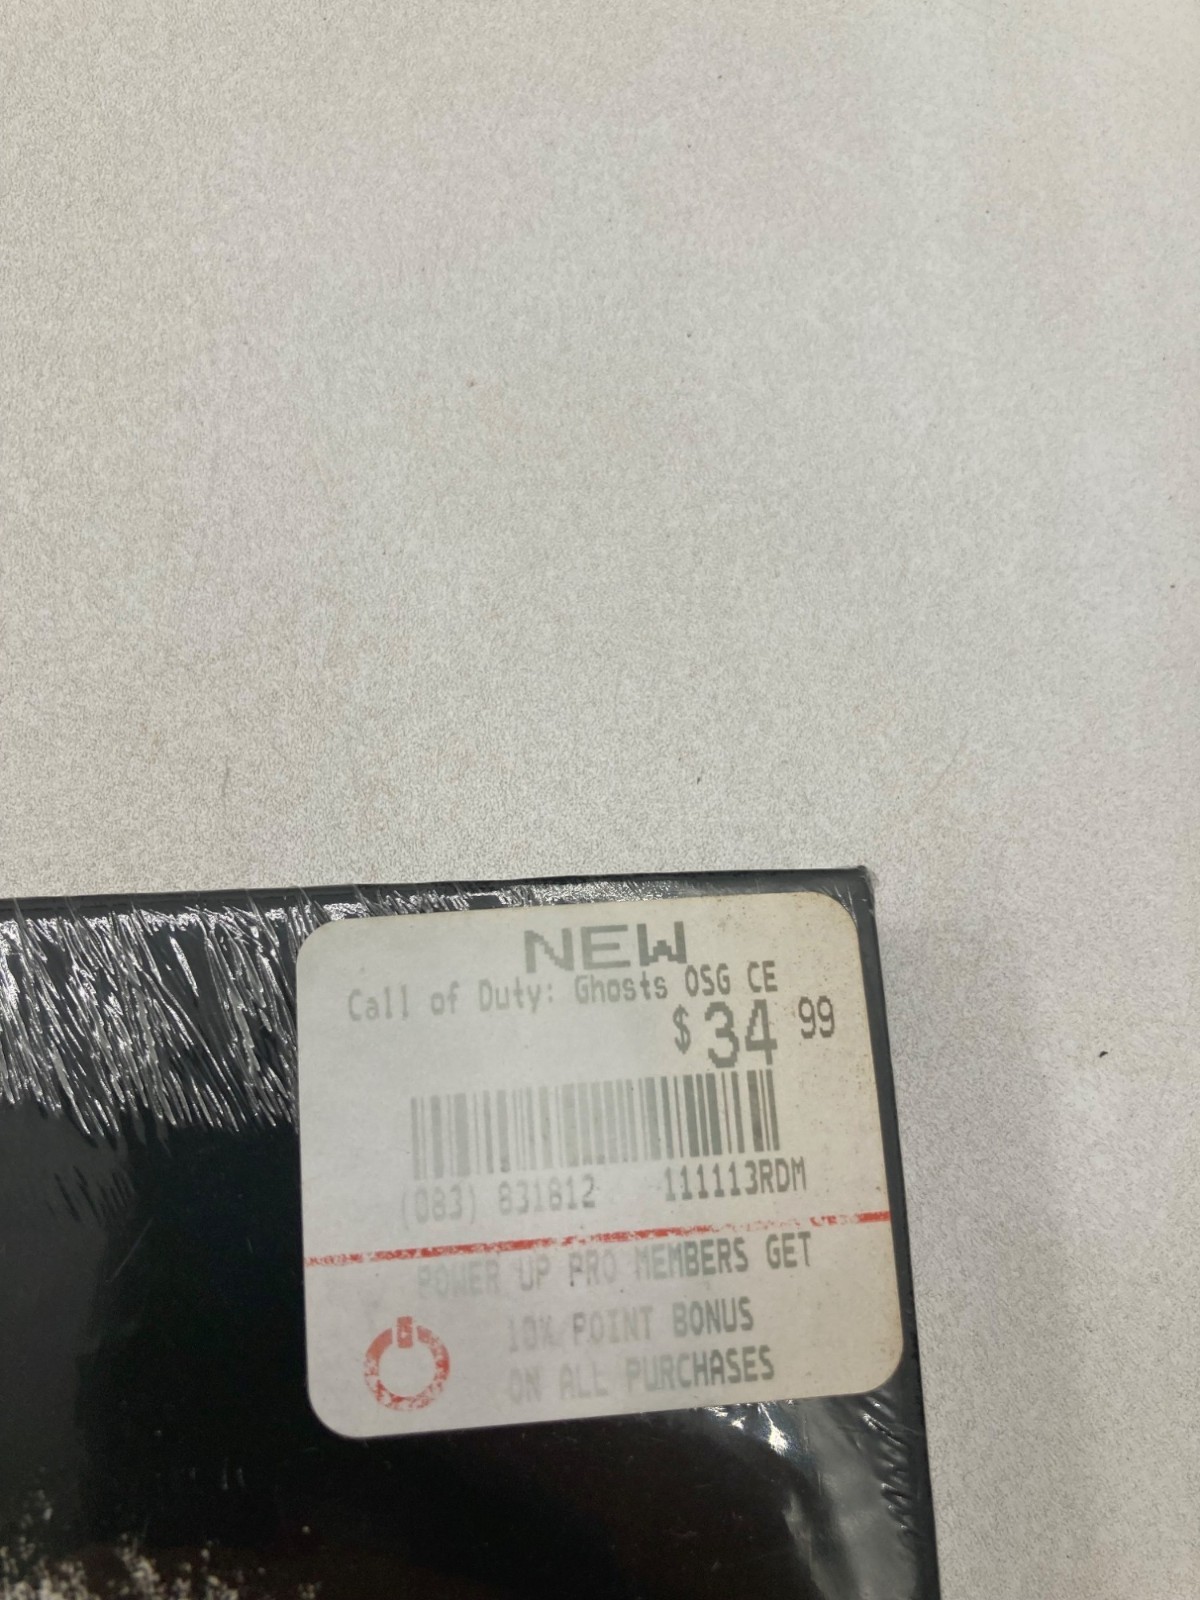 NEW
Call of Duty: Ghosts OSG CE
$34 99
(083) 831812 111113RDM
POWER UP PRO MEMBERS GET
10% POINT BONUS
ON ALL PURCHASES